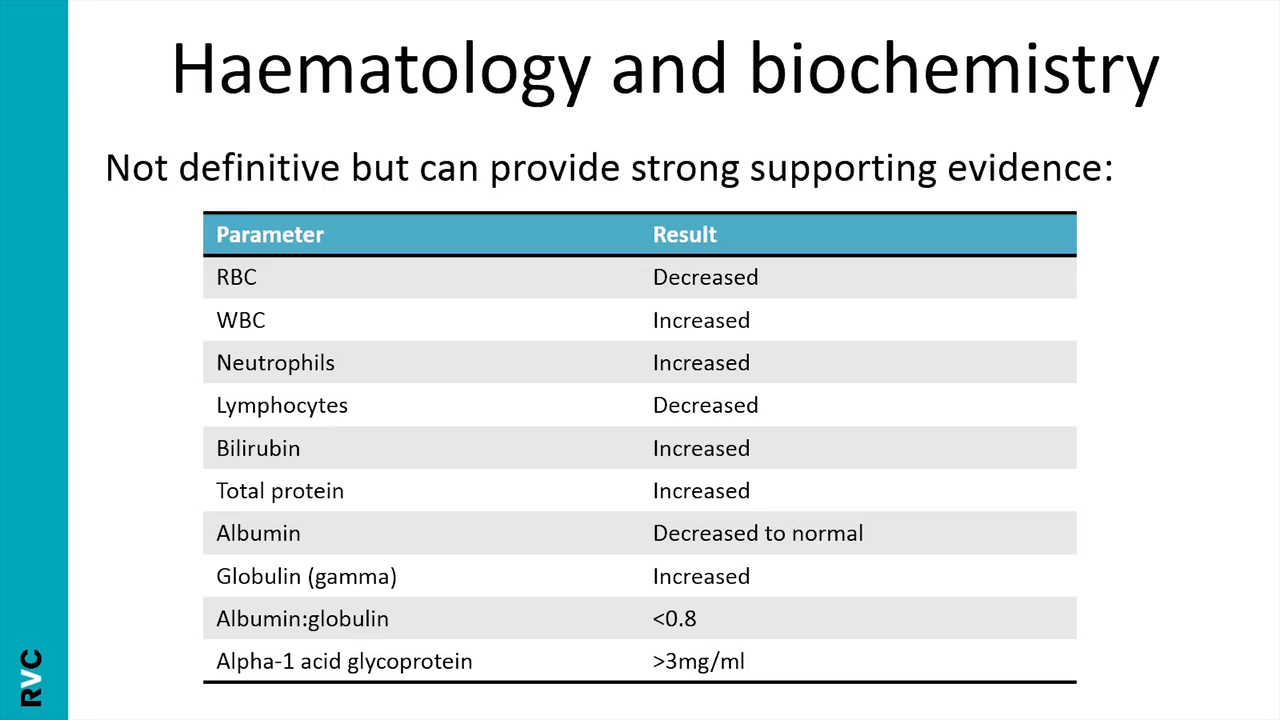 Haematology and biochemistry
Not definitive but can provide strong supporting evidence:
Parameter Result
RBC Decreased
WBC Increased
Neutrophils Increased
Lymphocytes Decreased
Bilirubin Increased
Total protein Increased
Albumin Decreased to normal
Globulin (gamma) Increased
Albumin:globulin <0.8
Alpha-1 acid glycoprotein >3mg/ml
RVC